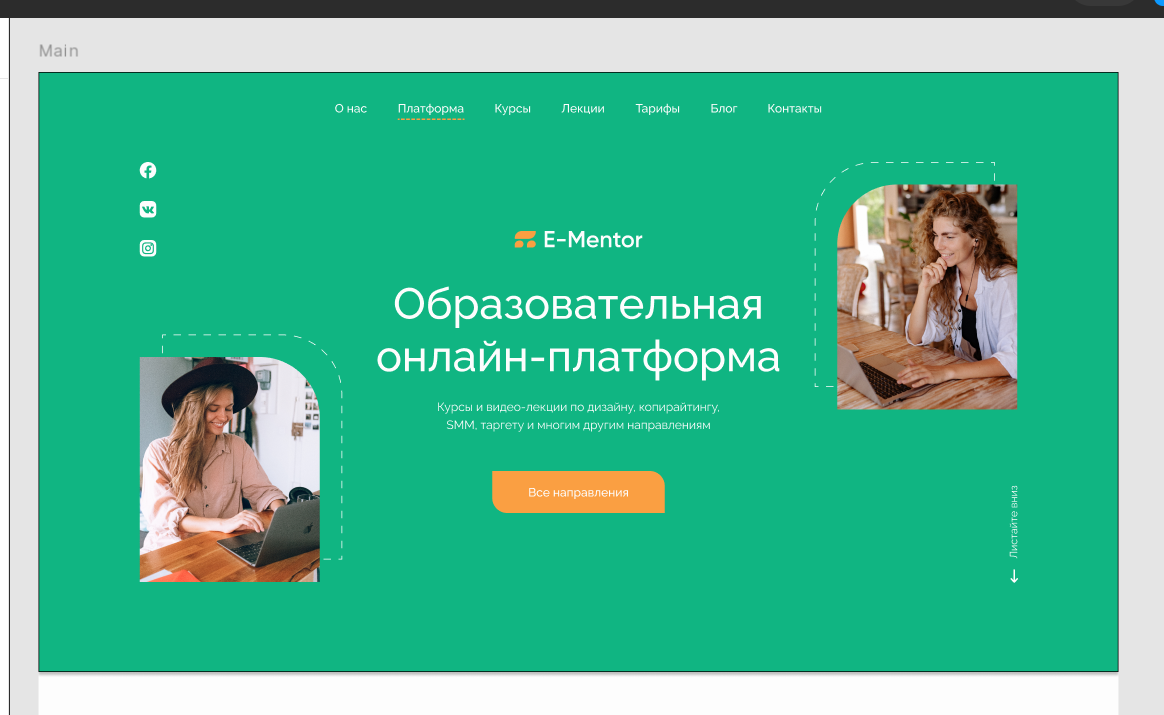 Main
О нас Платформа Курсы Лекции Тарифы Блог Контакты
E-Mentor
Образовательная
онлайн-платформа
Курсы и видео-лекции по дизайну, копирайтингу,
SMM, таргету и многим другим направлениям
Все направления
Листайте вниз